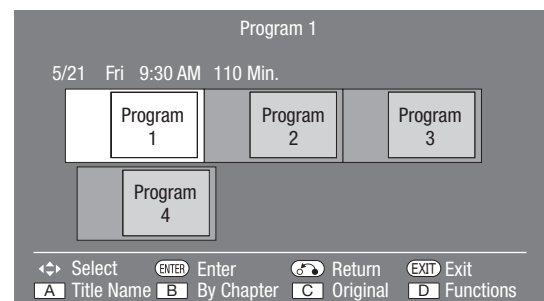 Program 1
5/21 Fri 9:30 AM 110 Min.
Program
1
Program
2
Program
3
Program
4
Select ENTER Enter Return EXIT Exit
A Title Name B By Chapter C Original D Functions